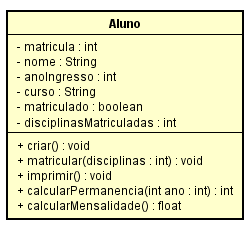 Aluno
- matricula : int
- nome : String
- anoIngresso : int
- curso : String
- matriculado : boolean
- disciplinasMatriculadas : int
+ criar() : void
+ matricular(disciplinas : int) : void
+ imprimir() : void
+ calcularPermanencia(int ano : int) : int
+ calcularMensalidade() : float